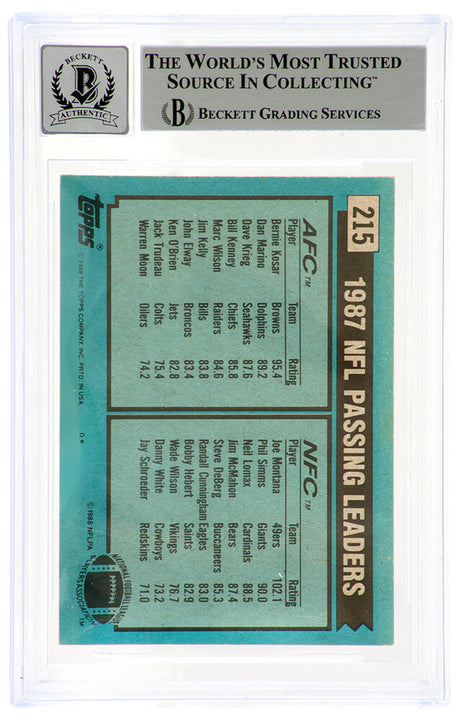 BECKETT
B
AUTHENTIC
THE WORLD'S MOST TRUSTED
SOURCE IN COLLECTING™
B BECKETT GRADING SERVICES
215 1987 NFL PASSING LEADERS
AFC™
Player Team Rating
Bernie Kosar Browns 95.4
Dan Marino Dolphins 89.2
Dave Krieg Seahawks 87.6
Bill Kenney Chiefs 85.8
Marc Wilson Raiders 84.6
Jim Kelly Bills 83.8
John Elway Broncos 83.4
Ken O'Brien Jets 82.8
Jack Trudeau Colts 75.4
Warren Moon Oilers 74.2
NFC™
Player Team Rating
Joe Montana 49ers 102.1
Phil Simms Giants 90.0
Neil Lomax Cardinals 88.5
Jim McMahon Bears 87.4
Steve DeBerg Buccaneers 85.3
Randall Cunningham Eagles 83.0
Bobby Hebert Saints 82.9
Wade Wilson Vikings 76.7
Danny White Cowboys 73.2
Jay Schroeder Redskins 71.0
topps®
© 1988 THE TOPPS COMPANY, INC. PRTD. IN USA
D*
© 1988 NFLPA
NATIONAL FOOTBALL LEAGUE
PLAYERS ASSOCIATION™